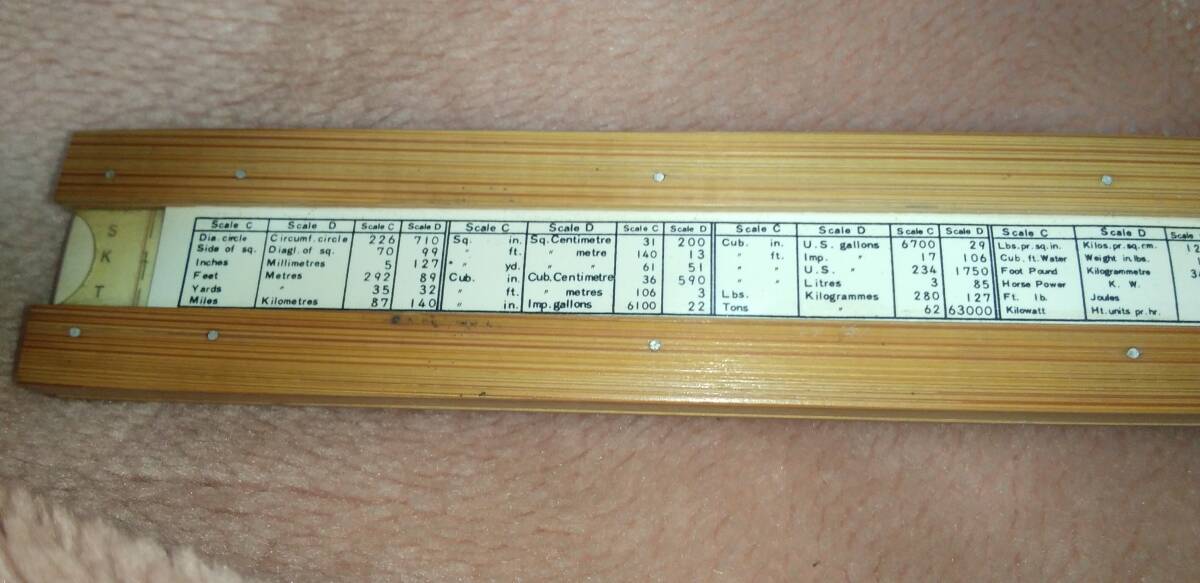 S
K
T
Scale C Scale D Scale C Scale D Scale C Scale D Scale C Scale D Scale C Scale D Scale C Scale D Scale C Scale D Scale
Dia. circle Circumf. circle 226 710 Sq. in. Sq. Centimetre 31 200 Cub. in. U.S. gallons 6700 29 Lbs. pr. sq. in. Kilos. pr. sq. cm.
Side of sq. Diagl. of sq. 70 99 " ft. " metre 140 13 " ft. Imp. " 17 106 Cub. ft. Water Weight in lbs.
Inches Millimetres 5 127 " " yd. " " 61 51 " " U.S. " 234 1750 Foot Pound Kilogrammetre
Feet Metres 292 89 Cub. in. Cub. Centimetre 36 590 " " Litres 3 85 Horse Power K. W.
Yards " 35 32 " ft. " metres 106 3 Lbs. Kilogrammes 280 127 Ft. lb. Joules
Miles Kilometres 87 140 " in. Imp. gallons 6100 22 Tons " 62 63000 Kilowatt Ht. units pr. hr.